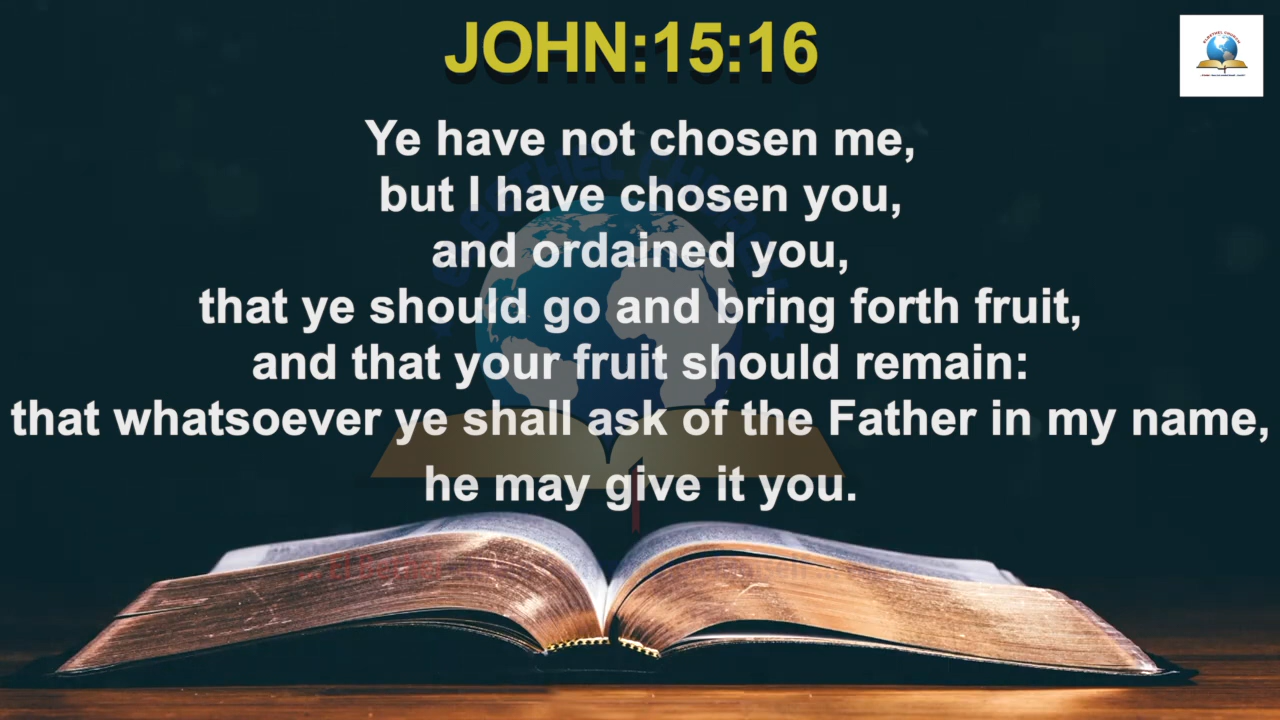 JOHN:15:16
Ye have not chosen me,
but I have chosen you,
and ordained you,
that ye should go and bring forth fruit,
and that your fruit should remain:
that whatsoever ye shall ask of the Father in my name,
he may give it you.